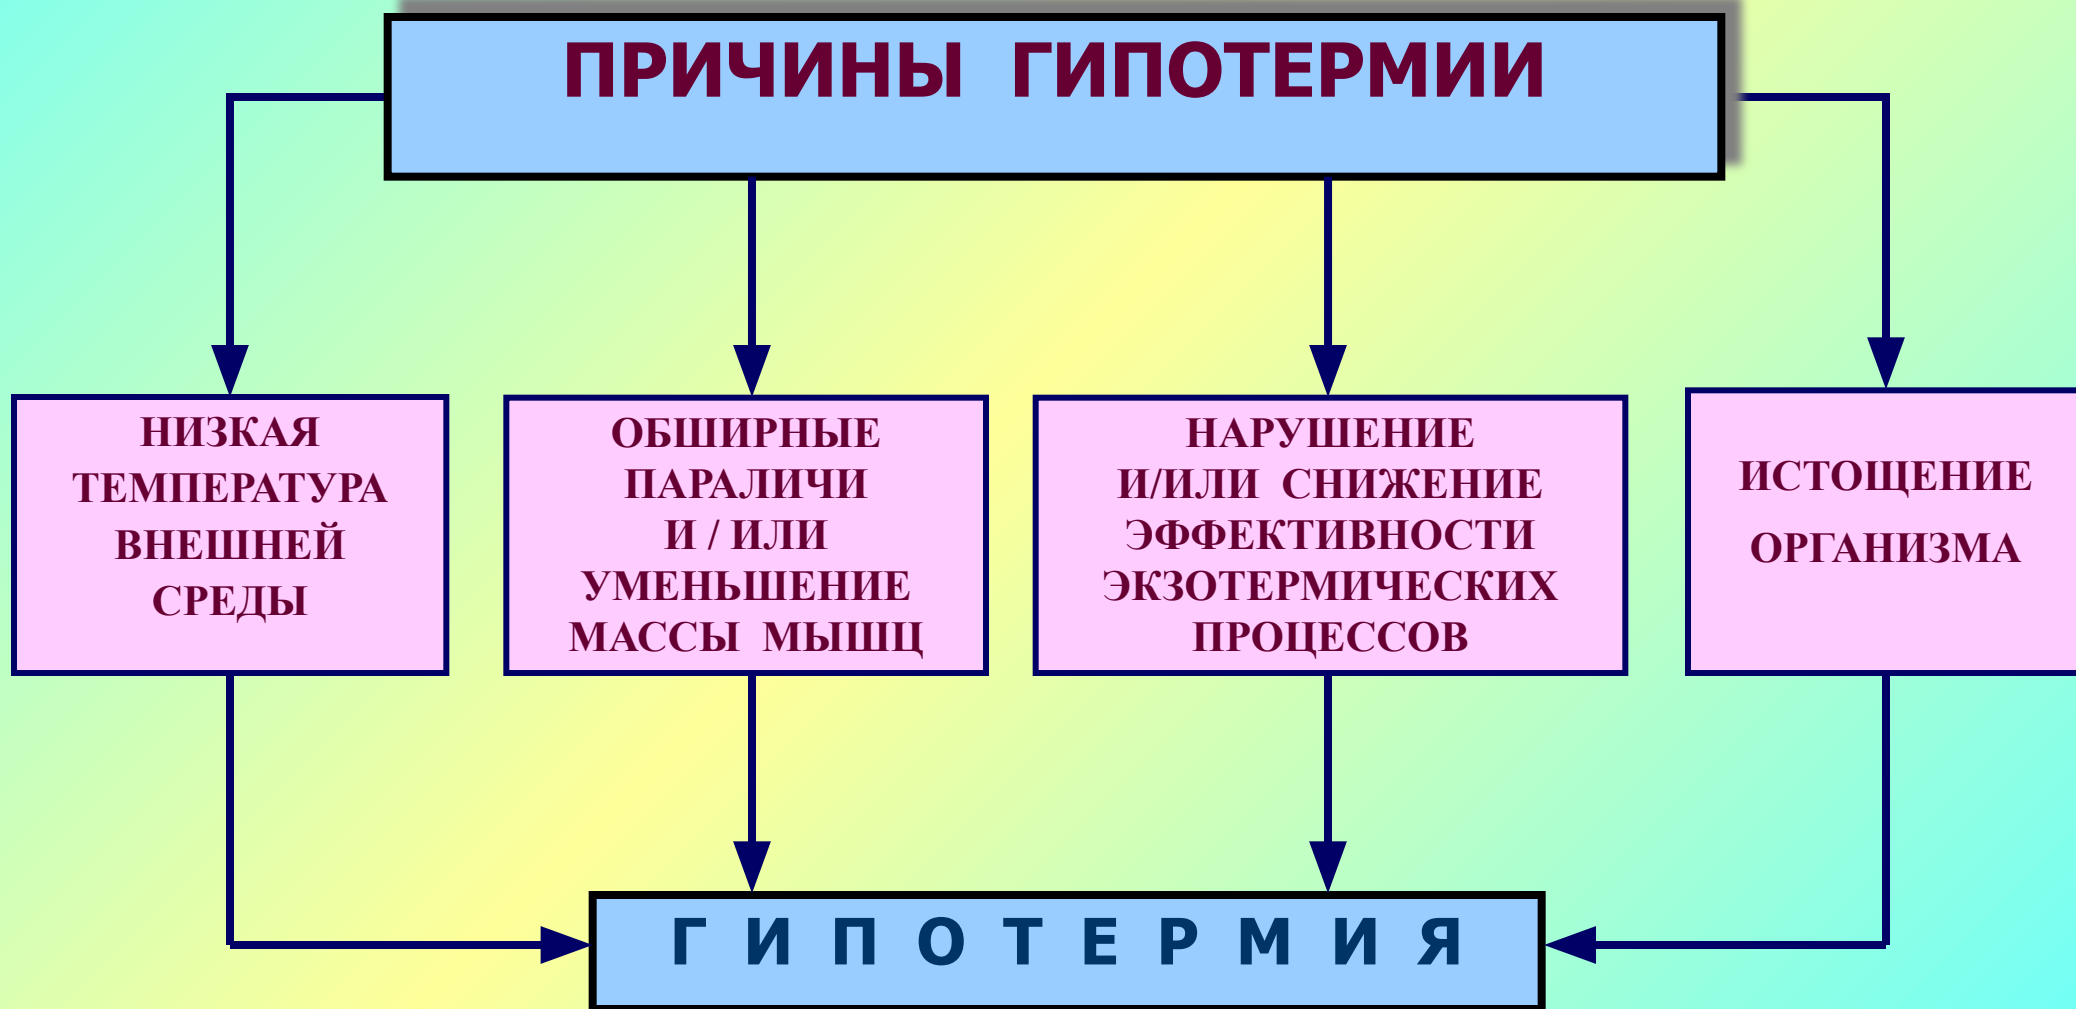 ПРИЧИНЫ ГИПОТЕРМИИ
НИЗКАЯ
ТЕМПЕРАТУРА
ВНЕШНЕЙ
СРЕДЫ
ОБШИРНЫЕ
ПАРАЛИЧИ
И / ИЛИ
УМЕНЬШЕНИЕ
МАССЫ МЫШЦ
НАРУШЕНИЕ
И/ИЛИ СНИЖЕНИЕ
ЭФФЕКТИВНОСТИ
ЭКЗОТЕРМИЧЕСКИХ
ПРОЦЕССОВ
ИСТОЩЕНИЕ
ОРГАНИЗМА
Г И П О Т Е Р М И Я